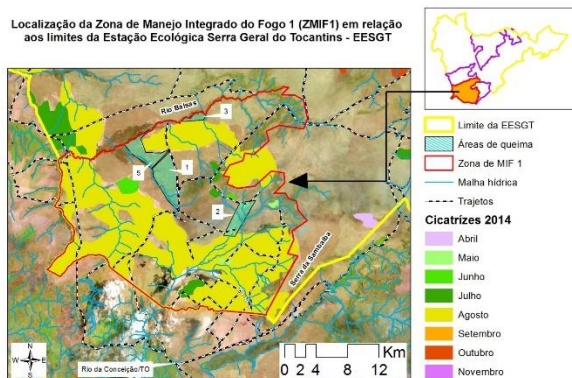 Localização da Zona de Manejo Integrado do Fogo 1 (ZMIF1) em relação
aos limites da Estação Ecológica Serra Geral do Tocantins - EESGT
Rio Balsas
3
5
1
2
Serra da Sambaíba
Rio da Conceição/TO
N
W
E
S
Km
0 2 4 8 12
Limite da EESGT
Áreas de queima
Zona de MIF 1
Malha hídrica
Trajetos
Cicatrizes 2014
Abril
Maio
Junho
Julho
Agosto
Setembro
Outubro
Novembro